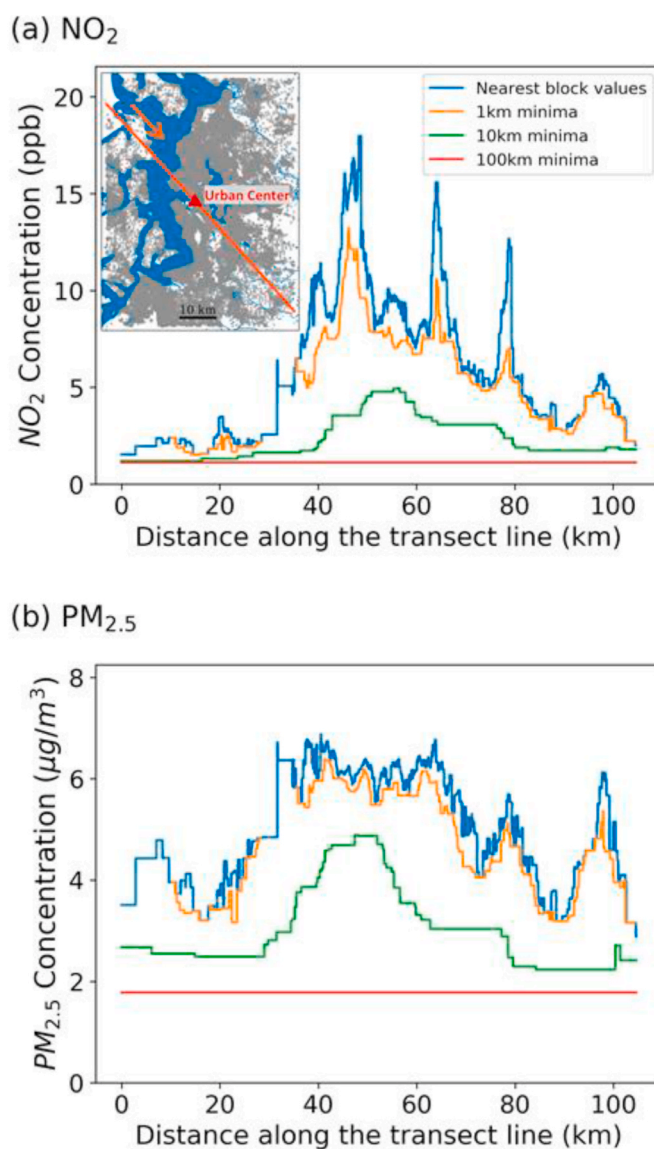 (a) NO₂
NO₂ Concentration (ppb)
20
15
10
5
0
Urban Center
10 km
Nearest block values
1km minima
10km minima
100km minima
0 20 40 60 80 100
Distance along the transect line (km)
(b) PM₂.₅
PM₂.₅ Concentration (μg/m³)
8
6
4
2
0
0 20 40 60 80 100
Distance along the transect line (km)